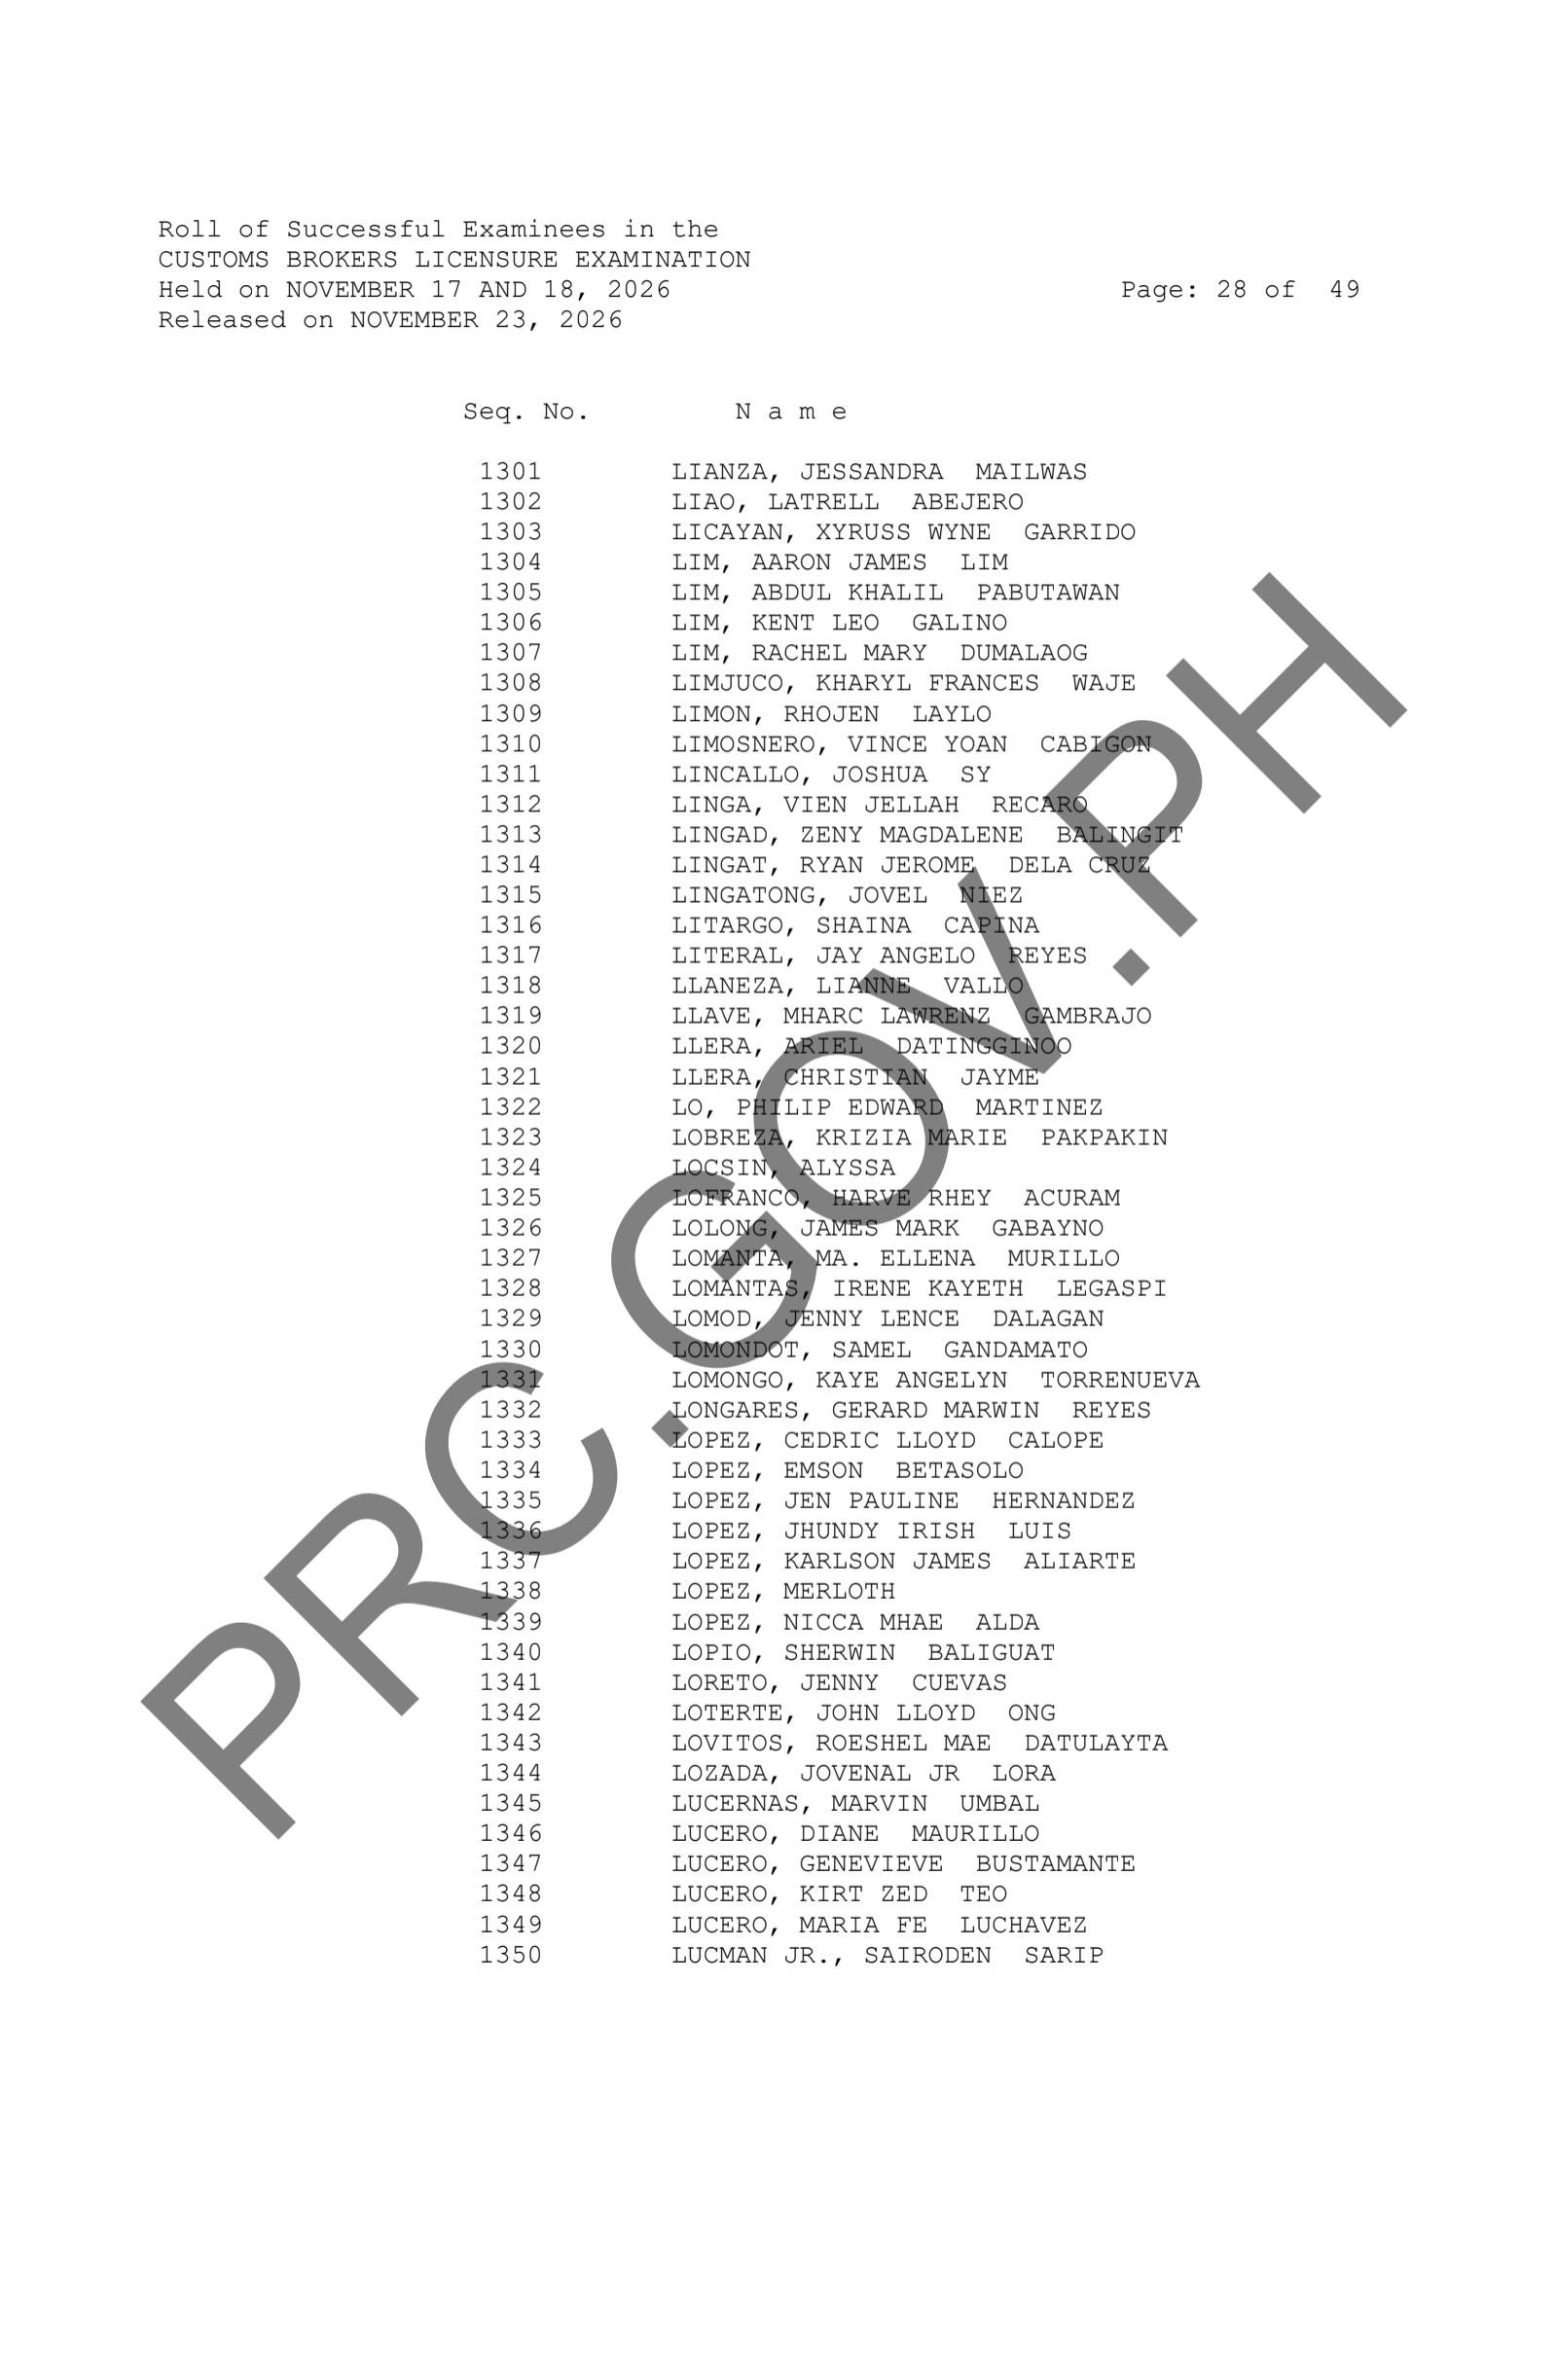 Roll of Successful Examinees in the
CUSTOMS BROKERS LICENSURE EXAMINATION
Held on NOVEMBER 17 AND 18, 2026 Page: 28 of 49
Released on NOVEMBER 23, 2026
Seq. No. N a m e
1301 LIANZA, JESSANDRA MAILWAS
1302 LIAO, LATRELL ABEJERO
1303 LICAYAN, XYRUSS WYNE GARRIDO
1304 LIM, AARON JAMES LIM
1305 LIM, ABDUL KHALIL PABUTAWAN
1306 LIM, KENT LEO GALINO
1307 LIM, RACHEL MARY DUMALAOG
1308 LIMJUCO, KHARYL FRANCES WAJE
1309 LIMON, RHOJEN LAYLO
1310 LIMOSNERO, VINCE YOAN CABIGON
1311 LINCALLO, JOSHUA SY
1312 LINGA, VIEN JELLAH RECARO
1313 LINGAD, ZENY MAGDALENE BALINGIT
1314 LINGAT, RYAN JEROME DELA CRUZ
1315 LINGATONG, JOVEL NIEZ
1316 LITARGO, SHAINA CAPINA
1317 LITERAL, JAY ANGELO REYES
1318 LLANEZA, LIANNE VALLO
1319 LLAVE, MHARC LAWRENZ GAMBRAJO
1320 LLERA, ARIEL DATINGGINOO
1321 LLERA, CHRISTIAN JAYME
1322 LO, PHILIP EDWARD MARTINEZ
1323 LOBREZA, KRIZIA MARIE PAKPAKIN
1324 LOCSIN, ALYSSA
1325 LOFRANCO, HARVE RHEY ACURAM
1326 LOLONG, JAMES MARK GABAYNO
1327 LOMANTA, MA. ELLENA MURILLO
1328 LOMANTAS, IRENE KAYETH LEGASPI
1329 LOMOD, JENNY LENCE DALAGAN
1330 LOMONDOT, SAMEL GANDAMATO
1331 LOMONGO, KAYE ANGELYN TORRENUEVA
1332 LONGARES, GERARD MARWIN REYES
1333 LOPEZ, CEDRIC LLOYD CALOPE
1334 LOPEZ, EMSON BETASOLO
1335 LOPEZ, JEN PAULINE HERNANDEZ
1336 LOPEZ, JHUNDY IRISH LUIS
1337 LOPEZ, KARLSON JAMES ALIARTE
1338 LOPEZ, MERLOTH
1339 LOPEZ, NICCA MHAE ALDA
1340 LOPIO, SHERWIN BALIGUAT
1341 LORETO, JENNY CUEVAS
1342 LOTERTE, JOHN LLOYD ONG
1343 LOVITOS, ROESHEL MAE DATULAYTA
1344 LOZADA, JOVENAL JR LORA
1345 LUCERNAS, MARVIN UMBAL
1346 LUCERO, DIANE MAURILLO
1347 LUCERO, GENEVIEVE BUSTAMANTE
1348 LUCERO, KIRT ZED TEO
1349 LUCERO, MARIA FE LUCHAVEZ
1350 LUCMAN JR., SAIRODEN SARIP
PRC.GOV.PH